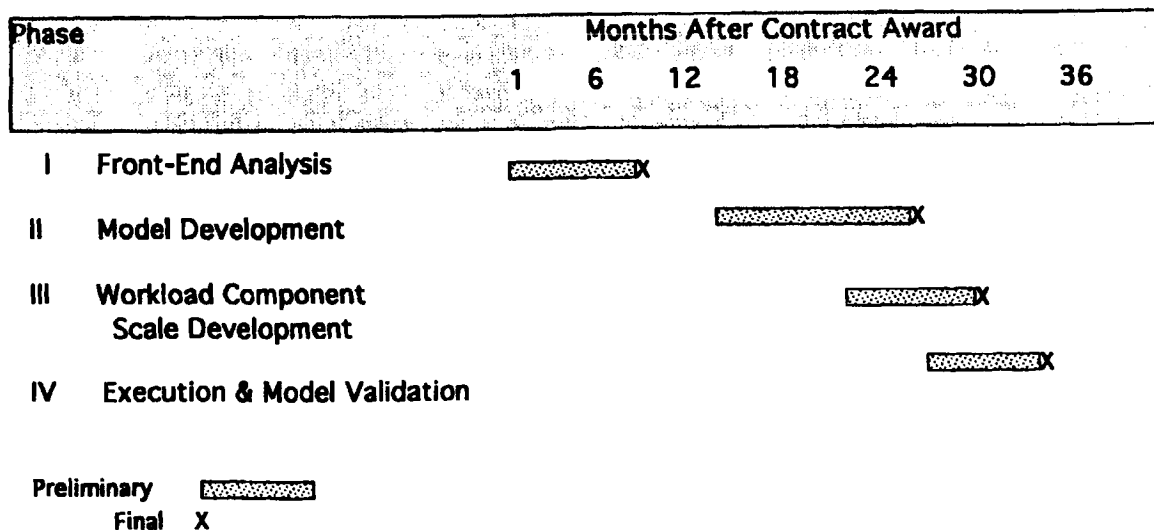 Phase Months After Contract Award
1 6 12 18 24 30 36
I Front-End Analysis X
II Model Development X
III Workload Component X
Scale Development
IV Execution & Model Validation X
Preliminary
Final X